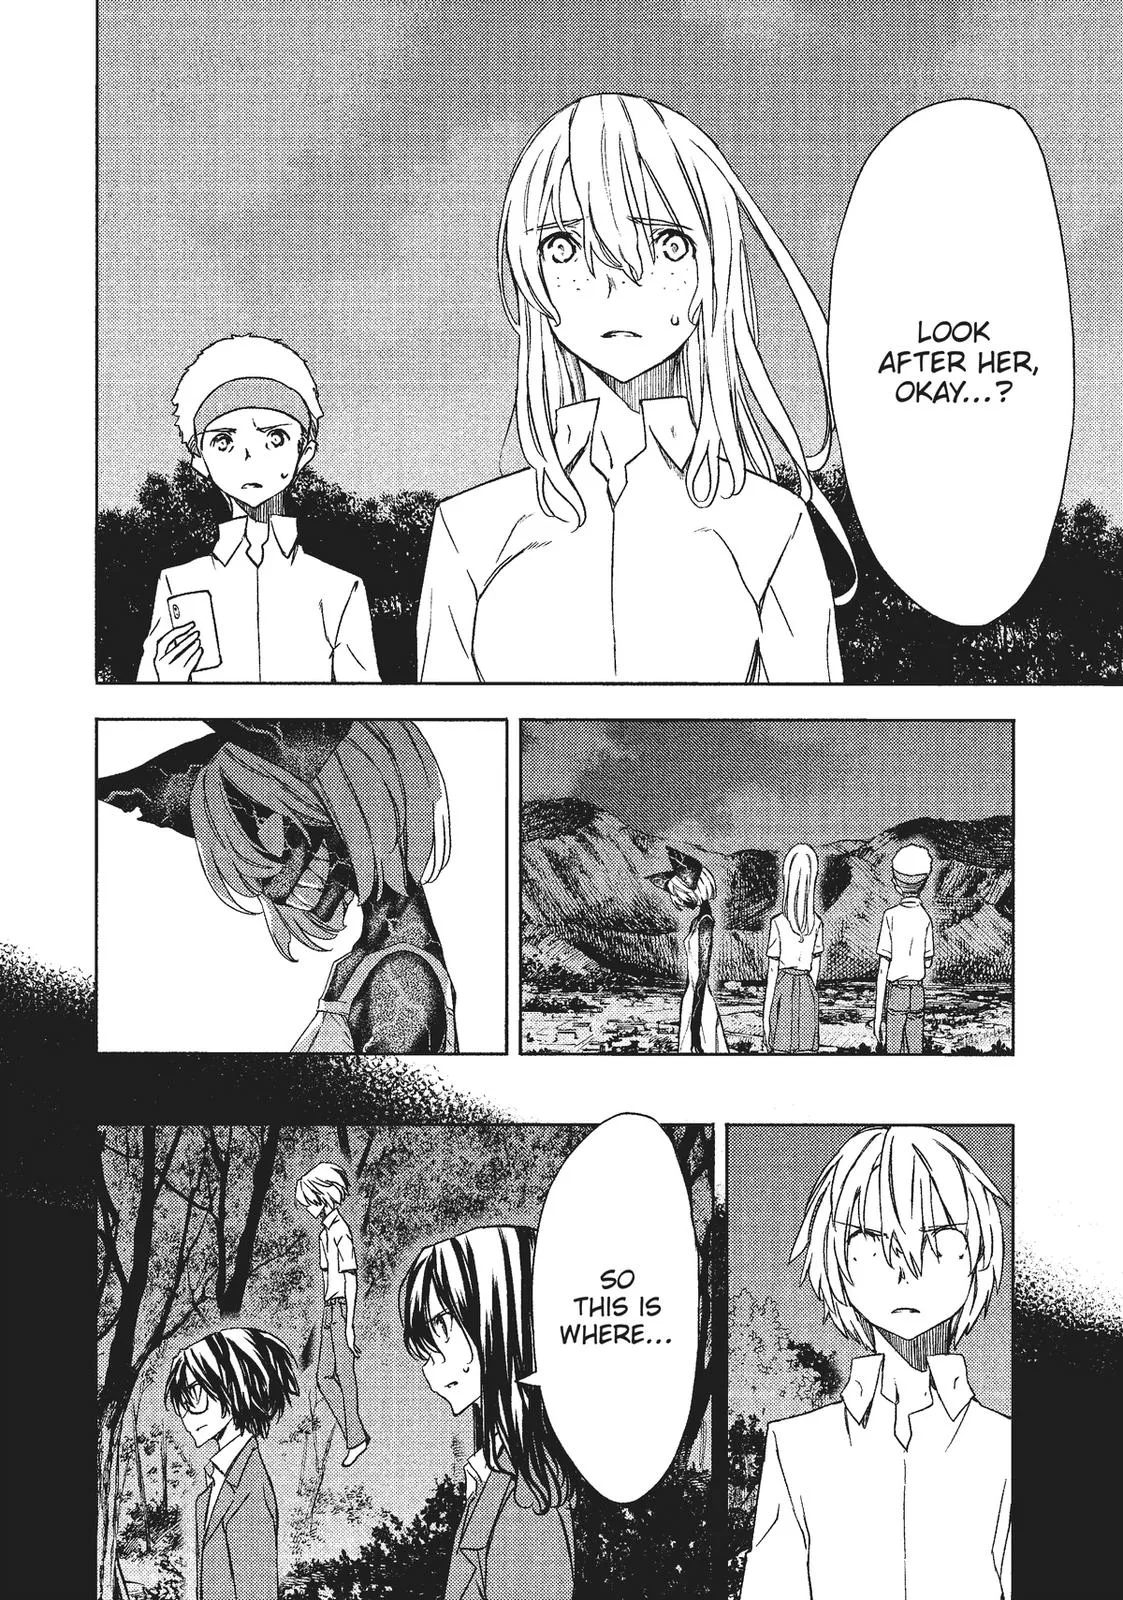 LOOK
AFTER HER,
OKAY...?
SO
THIS IS
WHERE...